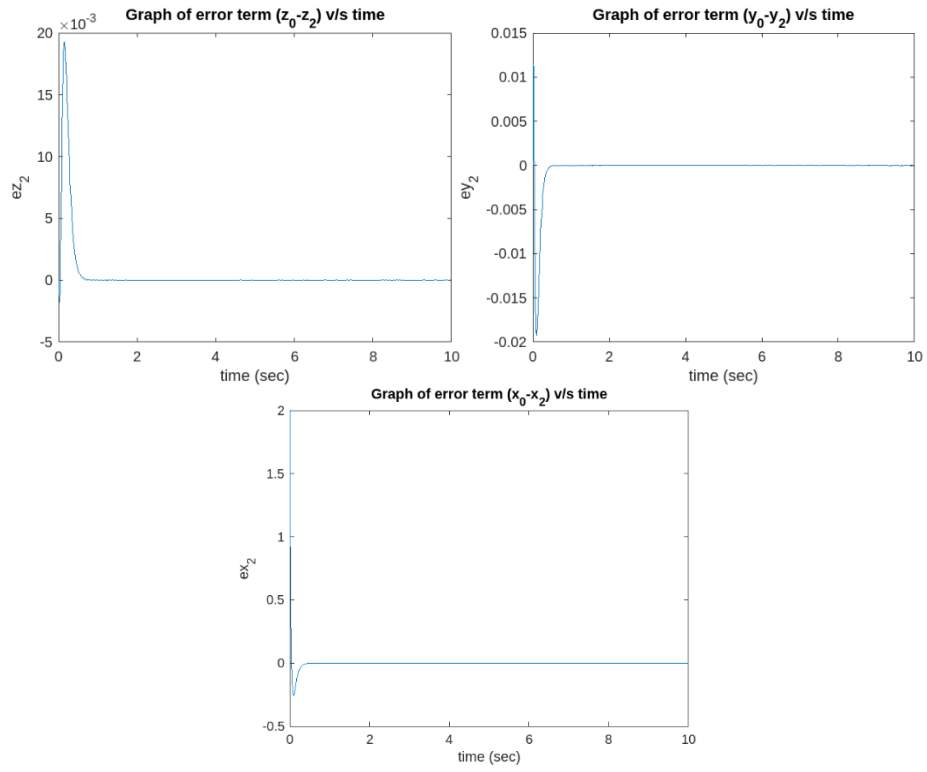 Graph of error term (z0-z2) v/s time
×10-3
20
15
10
5
0
-5
ez2
0 2 4 6 8 10
time (sec)
Graph of error term (y0-y2) v/s time
0.015
0.01
0.005
0
-0.005
-0.01
-0.015
-0.02
ey2
0 2 4 6 8 10
time (sec)
Graph of error term (x0-x2) v/s time
2
1.5
1
0.5
0
-0.5
ex2
0 2 4 6 8 10
time (sec)